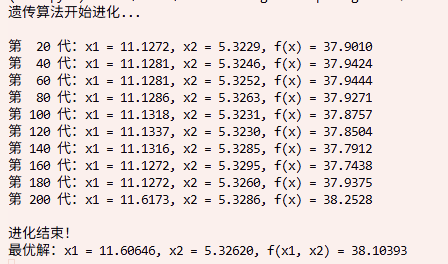 遗传算法开始进化...
第  20 代: x1 = 11.1272, x2 = 5.3229, f(x) = 37.9010
第  40 代: x1 = 11.1281, x2 = 5.3246, f(x) = 37.9424
第  60 代: x1 = 11.1281, x2 = 5.3252, f(x) = 37.9444
第  80 代: x1 = 11.1286, x2 = 5.3263, f(x) = 37.9271
第 100 代: x1 = 11.1318, x2 = 5.3231, f(x) = 37.8757
第 120 代: x1 = 11.1337, x2 = 5.3230, f(x) = 37.8504
第 140 代: x1 = 11.1316, x2 = 5.3285, f(x) = 37.7912
第 160 代: x1 = 11.1272, x2 = 5.3295, f(x) = 37.7438
第 180 代: x1 = 11.1272, x2 = 5.3260, f(x) = 37.9375
第 200 代: x1 = 11.6173, x2 = 5.3286, f(x) = 38.2528
进化结束!
最优解: x1 = 11.60646, x2 = 5.32620, f(x1, x2) = 38.10393